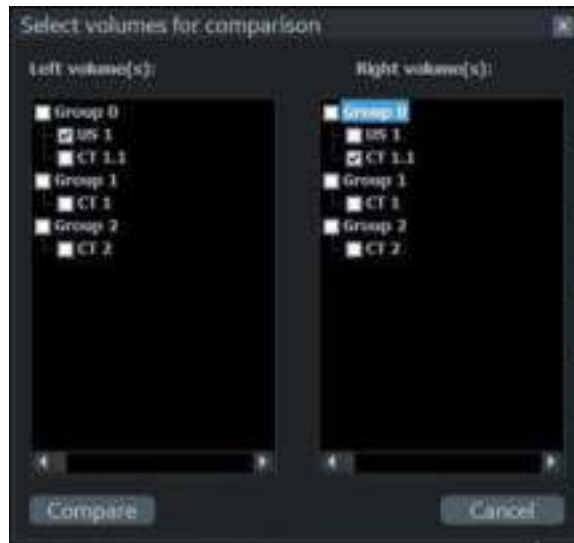 Select volumes for comparison
Left volume(s):
Group 0
US 1
CT 1.1
Group 1
CT 1
Group 2
CT 2
Right volume(s):
Group 0
US 1
CT 1.1
Group 1
CT 1
Group 2
CT 2
Compare
Cancel